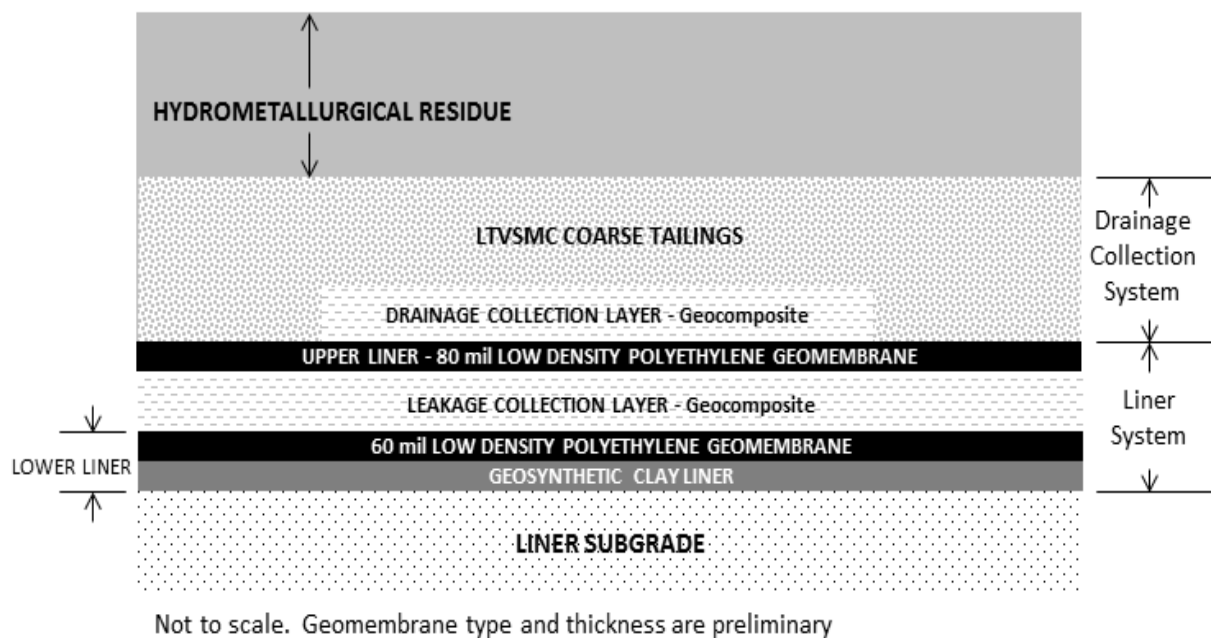 HYDROMETALLURGICAL RESIDUE
LTVSMC COARSE TAILINGS
DRAINAGE COLLECTION LAYER - Geocomposite
UPPER LINER - 80 mil LOW DENSITY POLYETHYLENE GEOMEMBRANE
LEAKAGE COLLECTION LAYER - Geocomposite
60 mil LOW DENSITY POLYETHYLENE GEOMEMBRANE
GEOSYNTHETIC CLAY LINER
LINER SUBGRADE
LOWER LINER
Drainage
Collection
System
Liner
System
Not to scale. Geomembrane type and thickness are preliminary